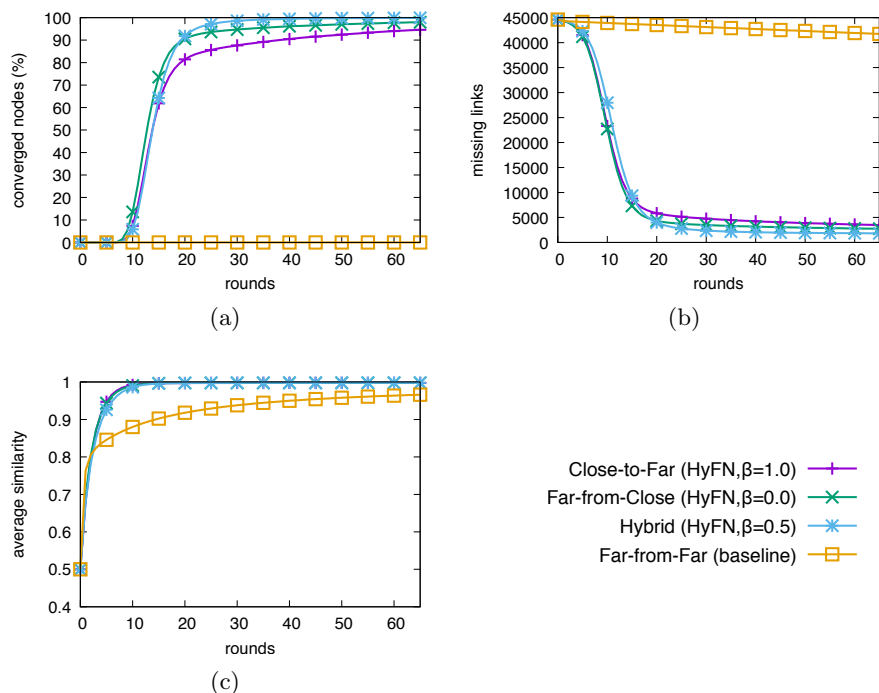 converged nodes (%)
100
90
80
70
60
50
40
30
20
10
0
0 10 20 30 40 50 60
rounds
(a)
missing links
45000
40000
35000
30000
25000
20000
15000
10000
5000
0
0 10 20 30 40 50 60
rounds
(b)
average similarity
1
0.9
0.8
0.7
0.6
0.5
0.4
0 10 20 30 40 50 60
rounds
(c)
Close-to-Far (HyFN,β=1.0)
Far-from-Close (HyFN,β=0.0)
Hybrid (HyFN,β=0.5)
Far-from-Far (baseline)